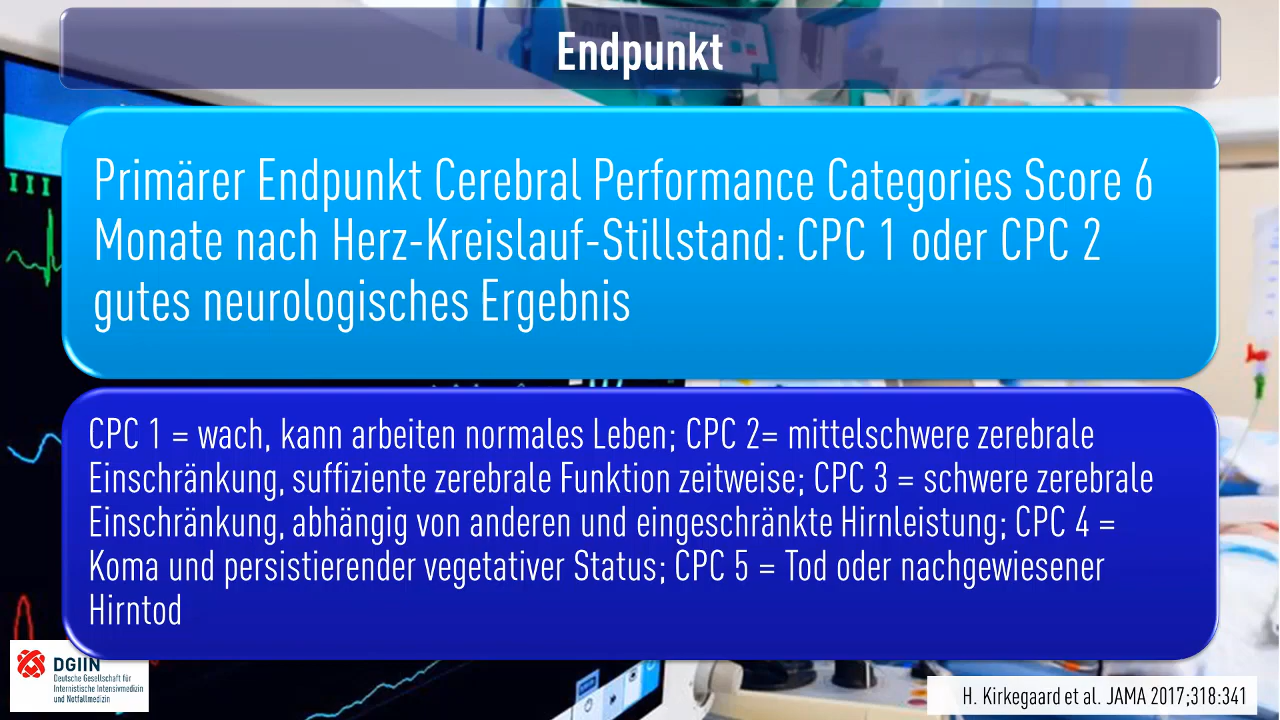 Endpunkt
Primärer Endpunkt Cerebral Performance Categories Score 6
Monate nach Herz-Kreislauf-Stillstand: CPC 1 oder CPC 2
gutes neurologisches Ergebnis
III
CPC 1 = wach, kann arbeiten normales Leben; CPC 2= mittelschwere zerebrale
Einschränkung, suffiziente zerebrale Funktion zeitweise; CPC 3 = schwere zerebrale
Einschränkung, abhängig von anderen und eingeschränkte Hirnleistung; CPC 4 =
Koma und persistierender vegetativer Status; CPC 5 = Tod oder nachgewiesener
Hirntod
DGIIN
Deutsche Gesellschaft für
Internistische Intensivmedizin
und Notfallmedizin
H. Kirkegaard et al. JAMA 2017;318:341